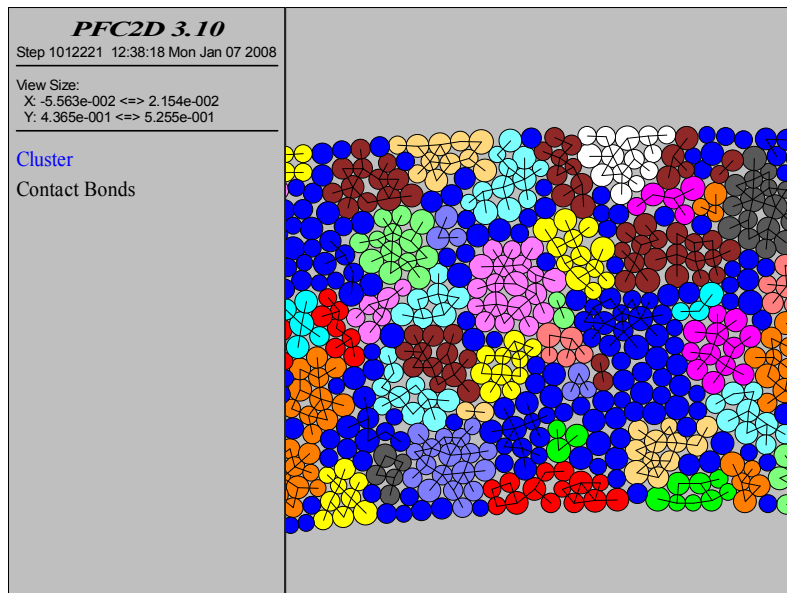 PFC2D 3.10
Step 1012221  12:38:18 Mon Jan 07 2008
View Size:
X: -5.563e-002 <=> 2.154e-002
Y: 4.365e-001 <=> 5.255e-001
Cluster
Contact Bonds